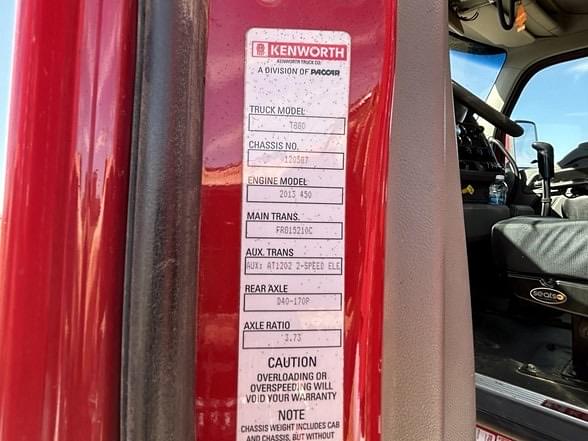 KENWORTH
KENWORTH TRUCK CO.
A DIVISION OF PACCAR
TRUCK MODEL
T880
CHASSIS NO.
120587
ENGINE MODEL
2013 450
MAIN TRANS.
FRO15210C
AUX. TRANS
AUX: AT1202 2-SPEED ELE
REAR AXLE
D40-170P
AXLE RATIO
3.73
CAUTION
OVERLOADING OR
OVERSPEEDING WILL
VOID YOUR WARRANTY
NOTE
CHASSIS WEIGHT INCLUDES CAB
AND CHASSIS, BUT WITHOUT
seats